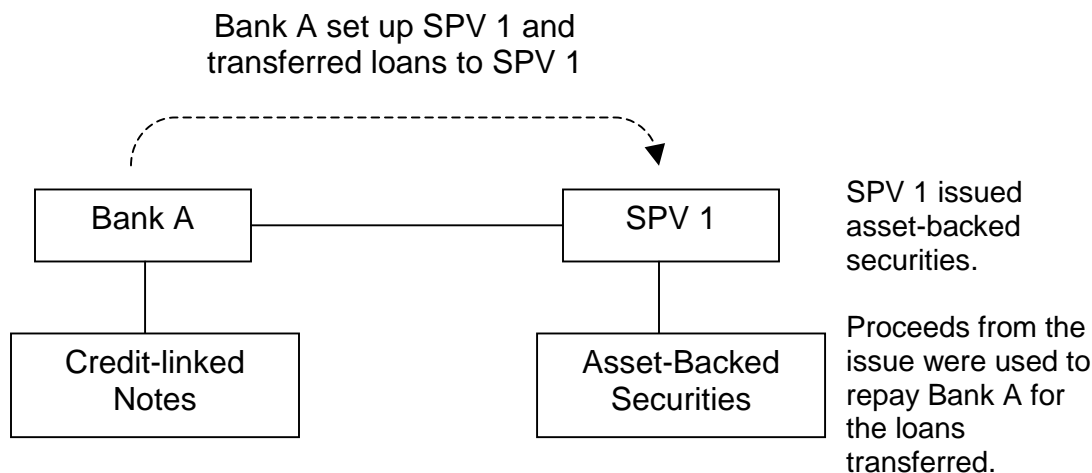 Bank A set up SPV 1 and
transferred loans to SPV 1
Bank A
SPV 1
SPV 1 issued
asset-backed
securities.
Credit-linked
Notes
Asset-Backed
Securities
Proceeds from the
issue were used to
repay Bank A for
the loans
transferred.